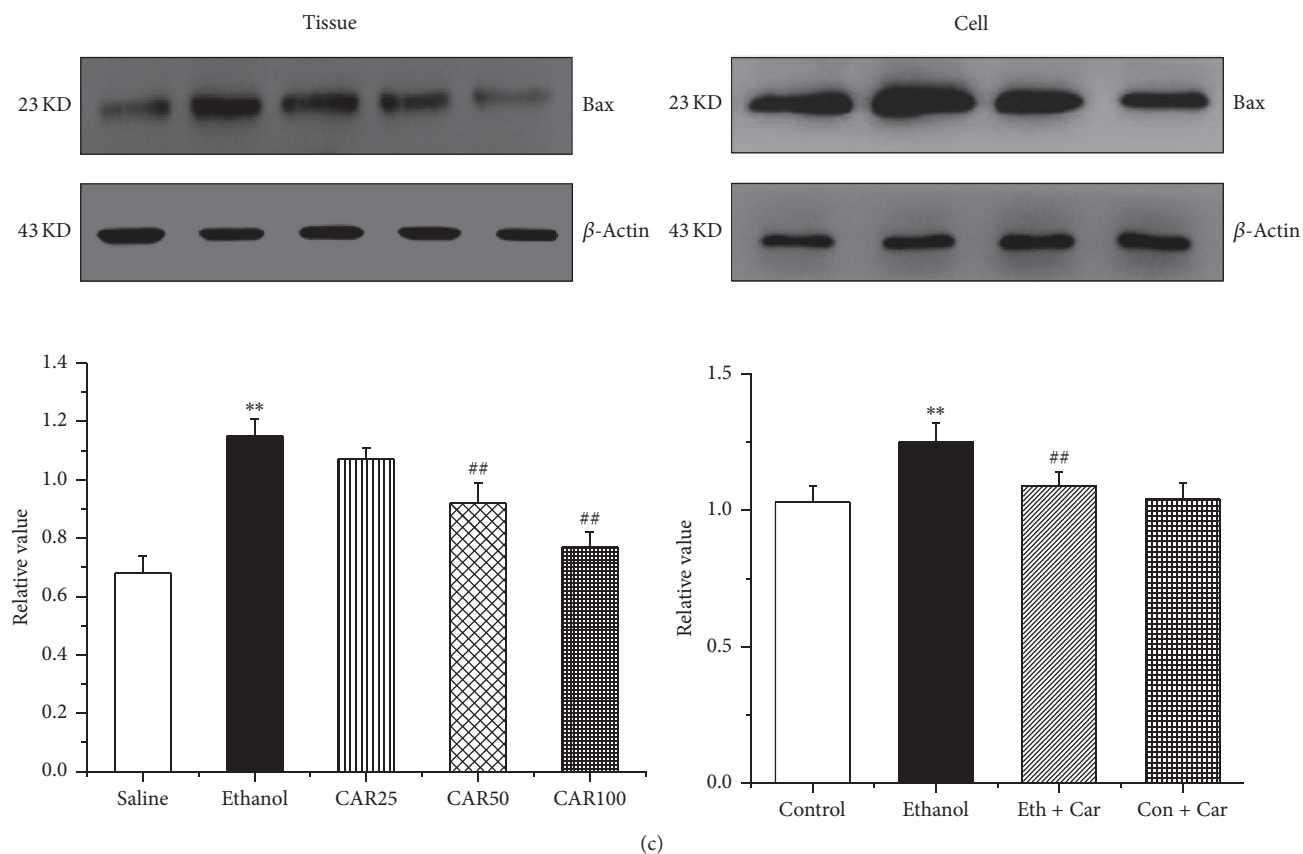 Tissue
23 KD
Bax
43 KD
β-Actin
Cell
23 KD
Bax
43 KD
β-Actin
Relative value
1.4
1.2
1.0
0.8
0.6
0.4
0.2
0.0
**
##
##
Saline Ethanol CAR25 CAR50 CAR100
Relative value
1.5
1.0
0.5
0.0
**
##
Control Ethanol Eth + Car Con + Car
(c)